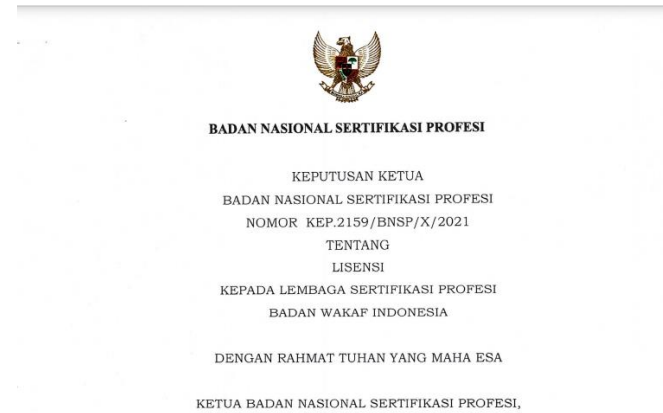 BADAN NASIONAL SERTIFIKASI PROFESI
KEPUTUSAN KETUA
BADAN NASIONAL SERTIFIKASI PROFESI
NOMOR KEP.2159/BNSP/X/2021
TENTANG
LISENSI
KEPADA LEMBAGA SERTIFIKASI PROFESI
BADAN WAKAF INDONESIA
DENGAN RAHMAT TUHAN YANG MAHA ESA
KETUA BADAN NASIONAL SERTIFIKASI PROFESI,